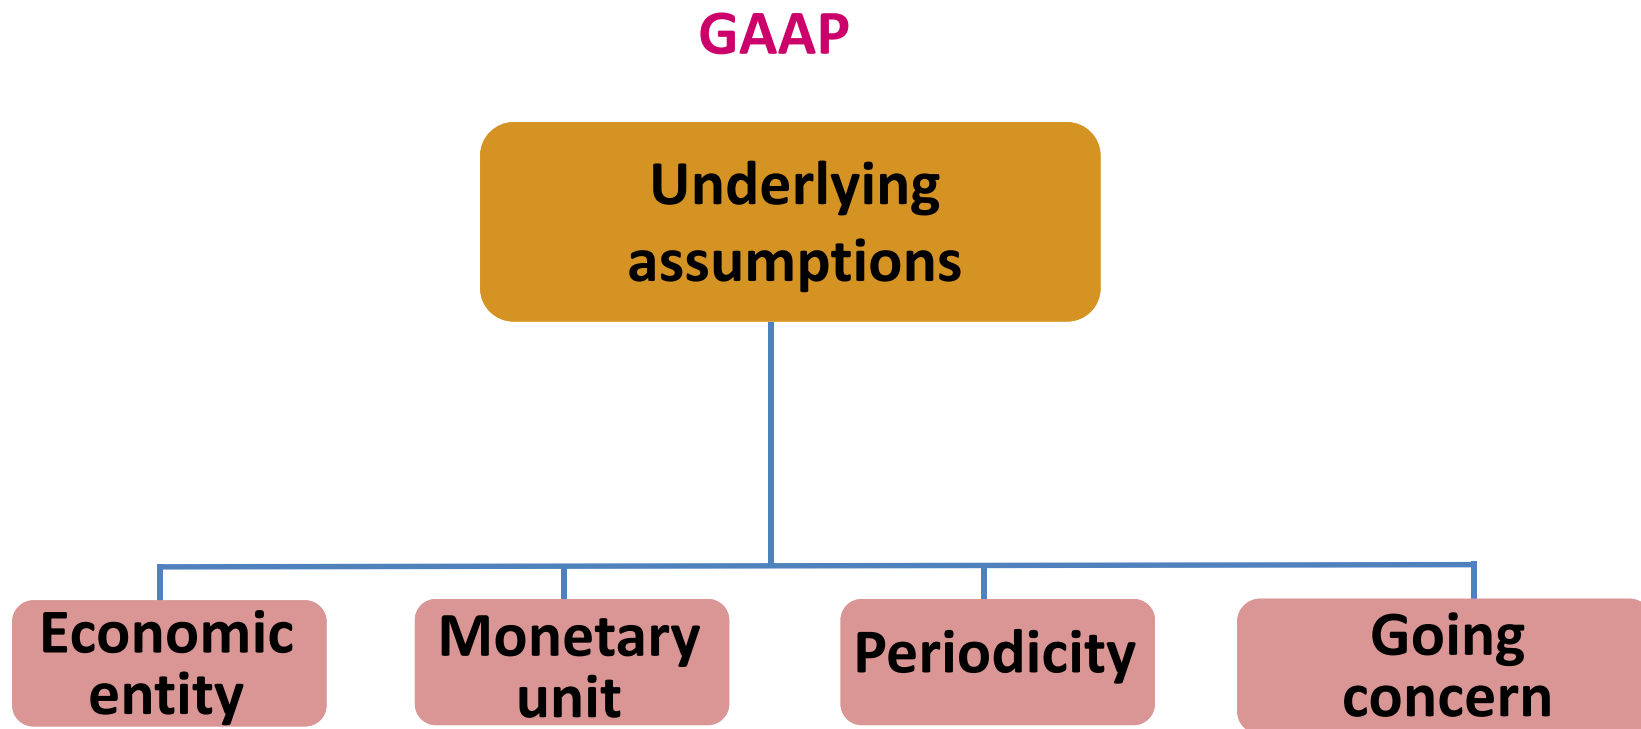 GAAP
Underlying
assumptions
Economic
entity
Monetary
unit
Periodicity
Going
concern